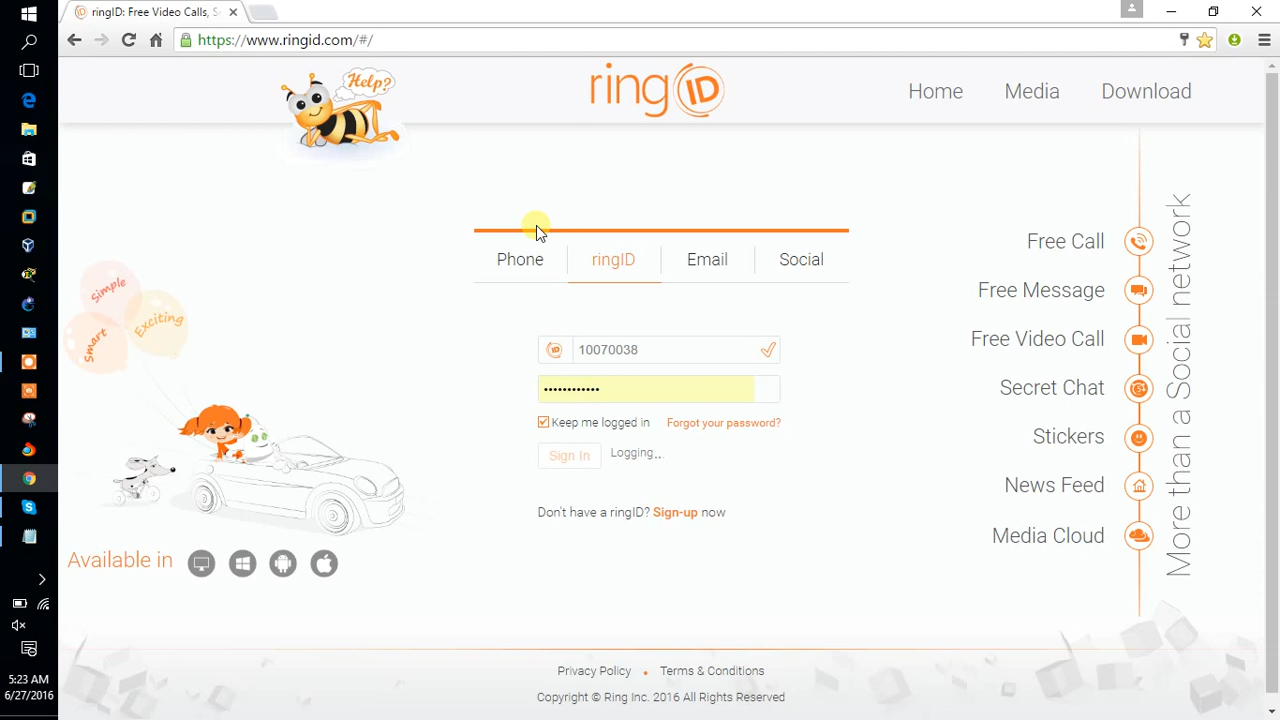 ringID: Free Video Calls, S
https://www.ringid.com/#/
Help?
ringID
Home Media Download
Phone ringID Email Social
10070038
••••••••••••
Keep me logged in Forgot your password?
Sign In Logging...
Don't have a ringID? Sign-up now
Simple
Smart
Exciting
Available in
Free Call
Free Message
Free Video Call
Secret Chat
Stickers
News Feed
Media Cloud
More than a Social network
Privacy Policy • Terms & Conditions
Copyright © Ring Inc. 2016 All Rights Reserved
5:23 AM
6/27/2016